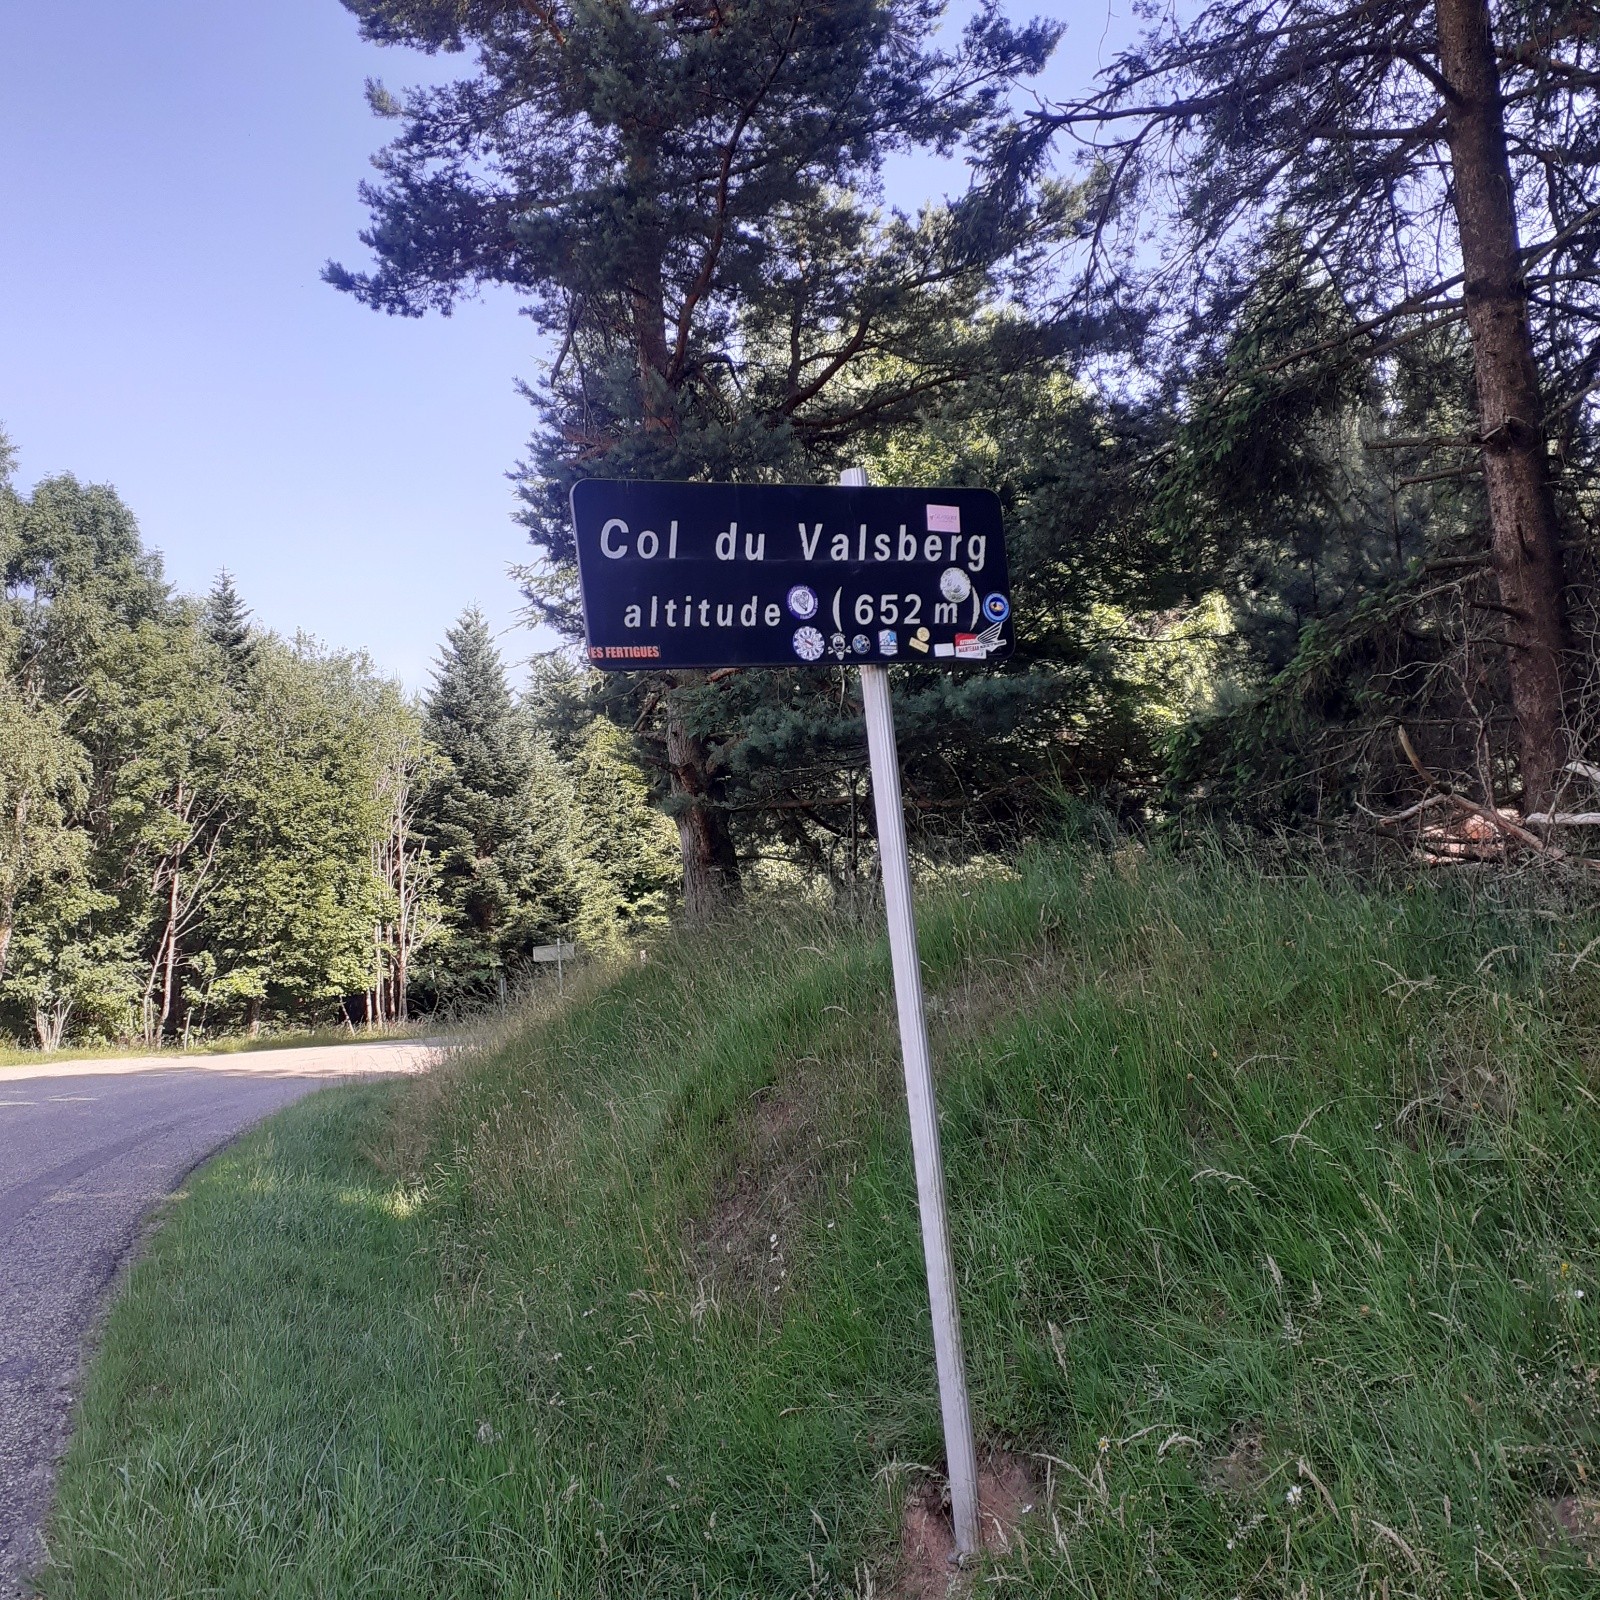 Col du Valsberg
altitude (652 m)
ES FERTIGUES